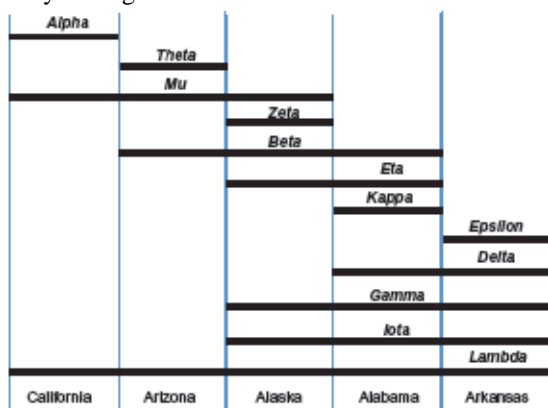 Alpha
Theta
Mu
Zeta
Beta
Eta
Kappa
Epsilon
Delta
Gamma
Iota
Lambda
California Arizona Alaska Alabama Arkansas